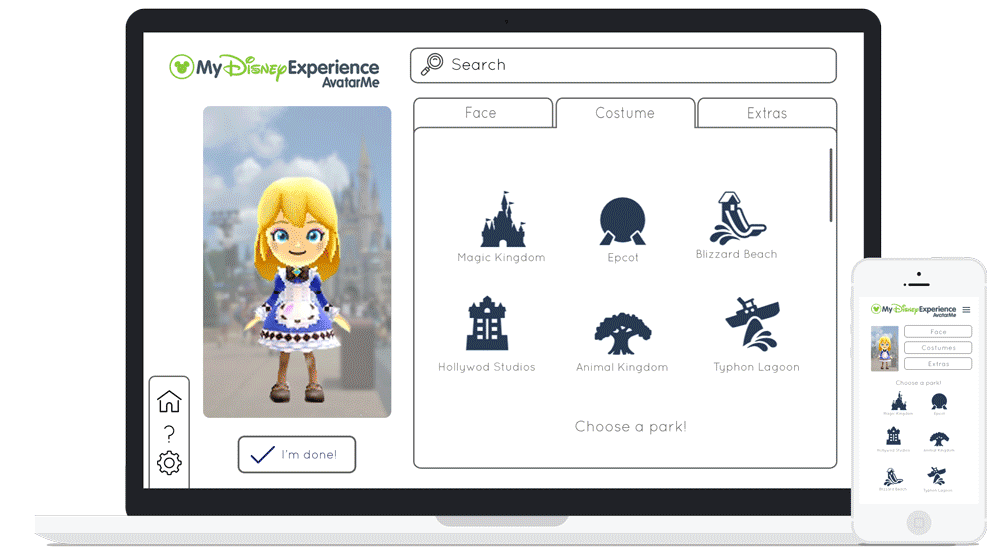 My Disney Experience
AvatarMe
Search
Face
Costume
Extras
Magic Kingdom
Epcot
Blizzard Beach
Hollywod Studios
Animal Kingdom
Typhon Lagoon
Choose a park!
?
I'm done!
My Disney Experience
AvatarMe
Face
Costumes
Extras
Choose a park!
Magic Kingdom
Epcot
Hollywod Studios
Animal Kingdom
Blizzard Beach
Typhon Lagoon